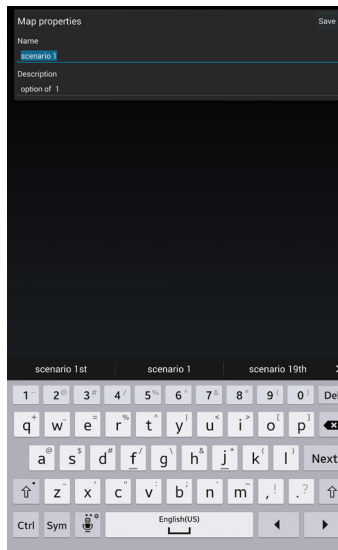 Map properties
Save
Name
scenario 1
Description
option of 1
scenario 1st scenario 1 scenario 19th
1 2 3 4 5 6 7 8 9 0 Del
q w e r t y u i o p
a s d f g h j k l Next
z x c v b n m , ! . ?
Ctrl Sym English(US)